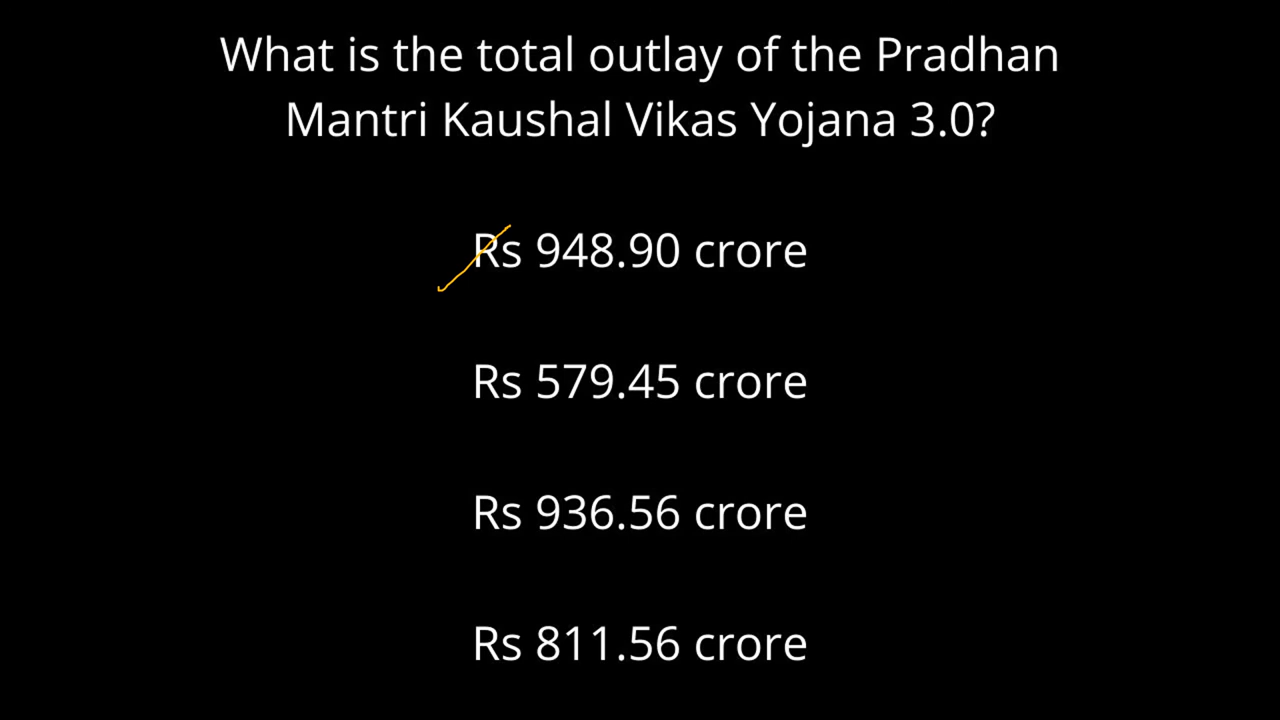 What is the total outlay of the Pradhan
Mantri Kaushal Vikas Yojana 3.0?
Rs 948.90 crore
Rs 579.45 crore
Rs 936.56 crore
Rs 811.56 crore